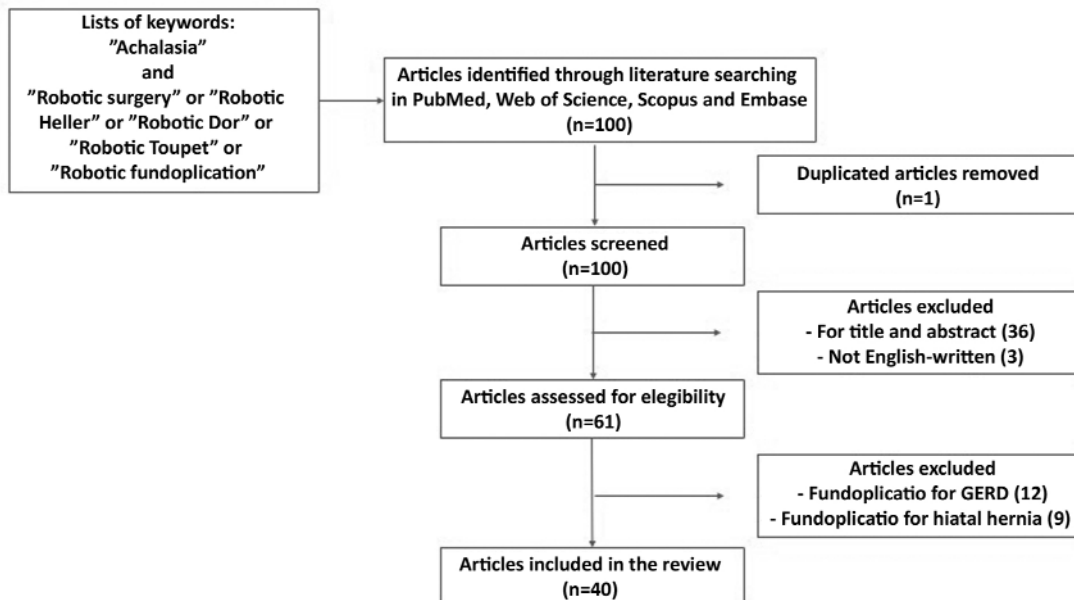 Lists of keywords:
”Achalasia”
and
”Robotic surgery” or ”Robotic
Heller” or ”Robotic Dor” or
”Robotic Toupet” or
”Robotic fundoplication”
Articles identified through literature searching
in PubMed, Web of Science, Scopus and Embase
(n=100)
Duplicated articles removed
(n=1)
Articles screened
(n=100)
Articles excluded
- For title and abstract (36)
- Not English-written (3)
Articles assessed for elegibility
(n=61)
Articles excluded
- Fundoplicatio for GERD (12)
- Fundoplicatio for hiatal hernia (9)
Articles included in the review
(n=40)